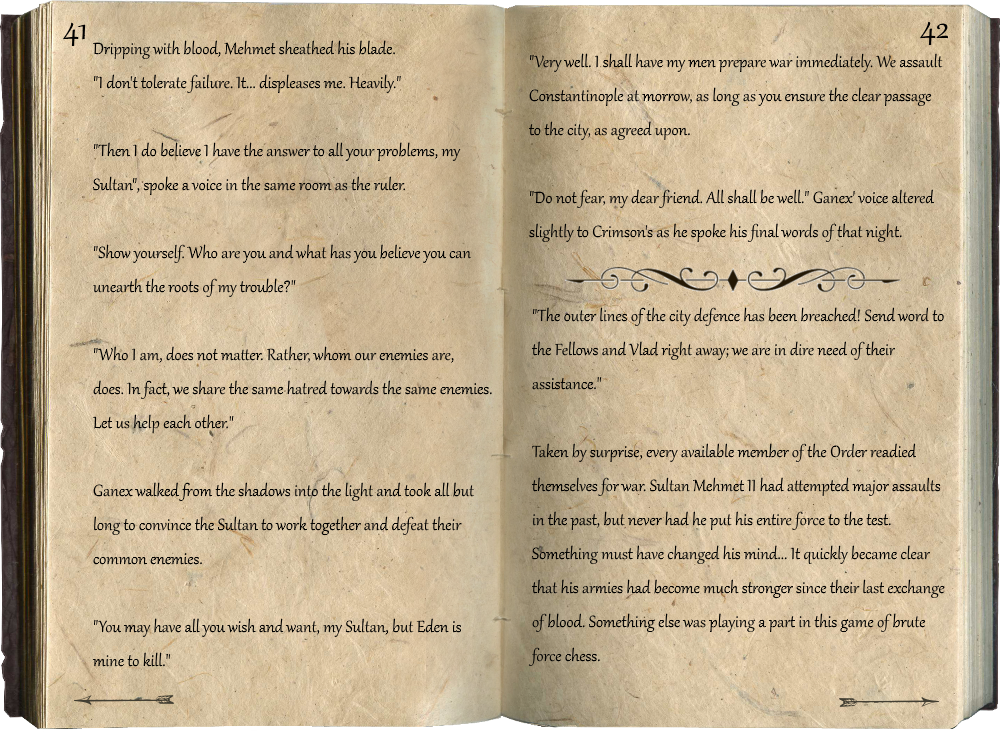 41
Dripping with blood, Mehmet sheathed his blade.
"I don't tolerate failure. It... displeases me. Heavily."
"Then I do believe I have the answer to all your problems, my
Sultan", spoke a voice in the same room as the ruler.
"Show yourself. Who are you and what has you believe you can
unearth the roots of my trouble?"
"Who I am, does not matter. Rather, whom our enemies are,
does. In fact, we share the same hatred towards the same enemies.
Let us help each other."
Ganex walked from the shadows into the light and took all but
long to convince the Sultan to work together and defeat their
common enemies.
"You may have all you wish and want, my Sultan, but Eden is
mine to kill."
42
"Very well. I shall have my men prepare war immediately. We assault
Constantinople at morrow, as long as you ensure the clear passage
to the city, as agreed upon.
"Do not fear, my dear friend. All shall be well." Ganex' voice altered
slightly to Crimson's as he spoke his final words of that night.
"The outer lines of the city defence has been breached! Send word to
the Fellows and Vlad right away; we are in dire need of their
assistance."
Taken by surprise, every available member of the Order readied
themselves for war. Sultan Mehmet II had attempted major assaults
in the past, but never had he put his entire force to the test.
Something must have changed his mind... It quickly became clear
that his armies had become much stronger since their last exchange
of blood. Something else was playing a part in this game of brute
force chess.